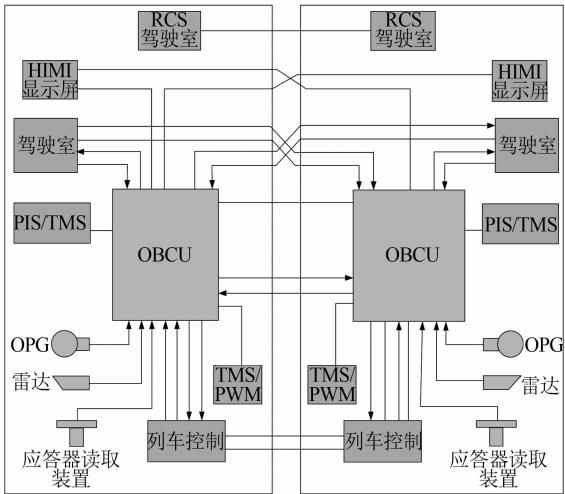 RCS
驾驶室
RCS
驾驶室
HIMI
显示屏
HIMI
显示屏
驾驶室
驾驶室
PIS/TMS
OBCU
OBCU
PIS/TMS
OPG
OPG
雷达
TMS/
PWM
TMS/
PWM
雷达
应答器读取
装置
列车控制
列车控制
应答器读取
装置